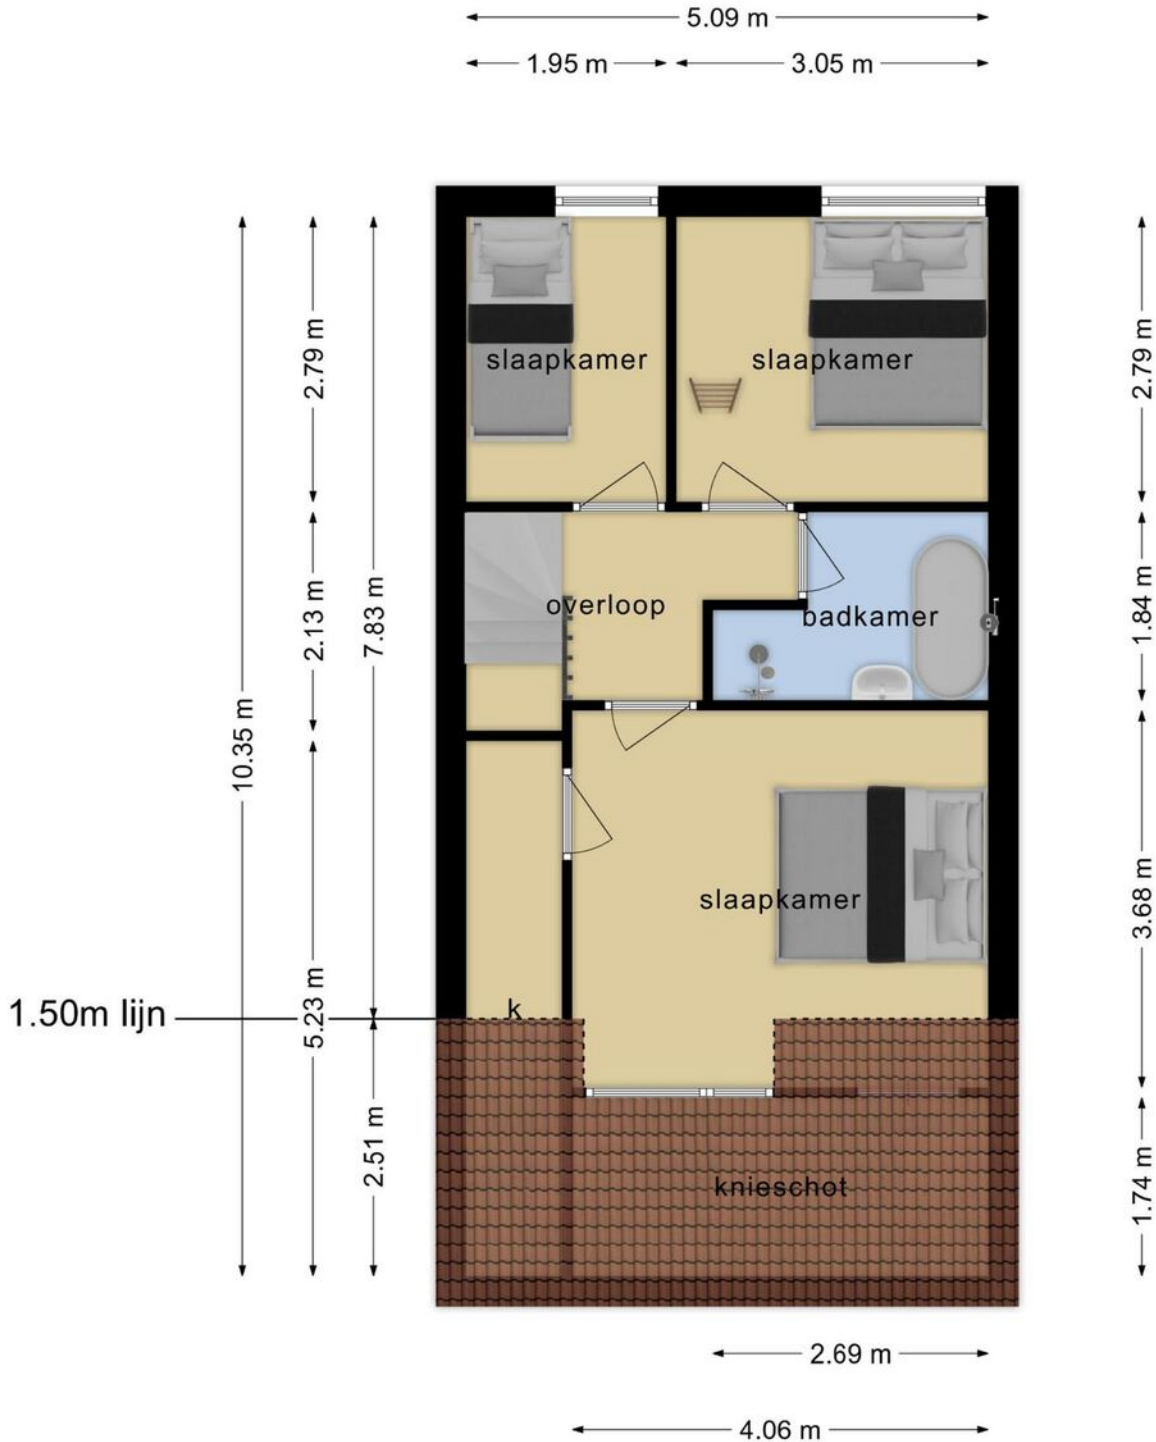 5.09 m
1.95 m
3.05 m
slaapkamer
slaapkamer
2.79 m
2.79 m
overloop
badkamer
2.13 m
7.83 m
1.84 m
10.35 m
slaapkamer
3.68 m
k
1.50m lijn
5.23 m
2.51 m
knieschot
1.74 m
2.69 m
4.06 m